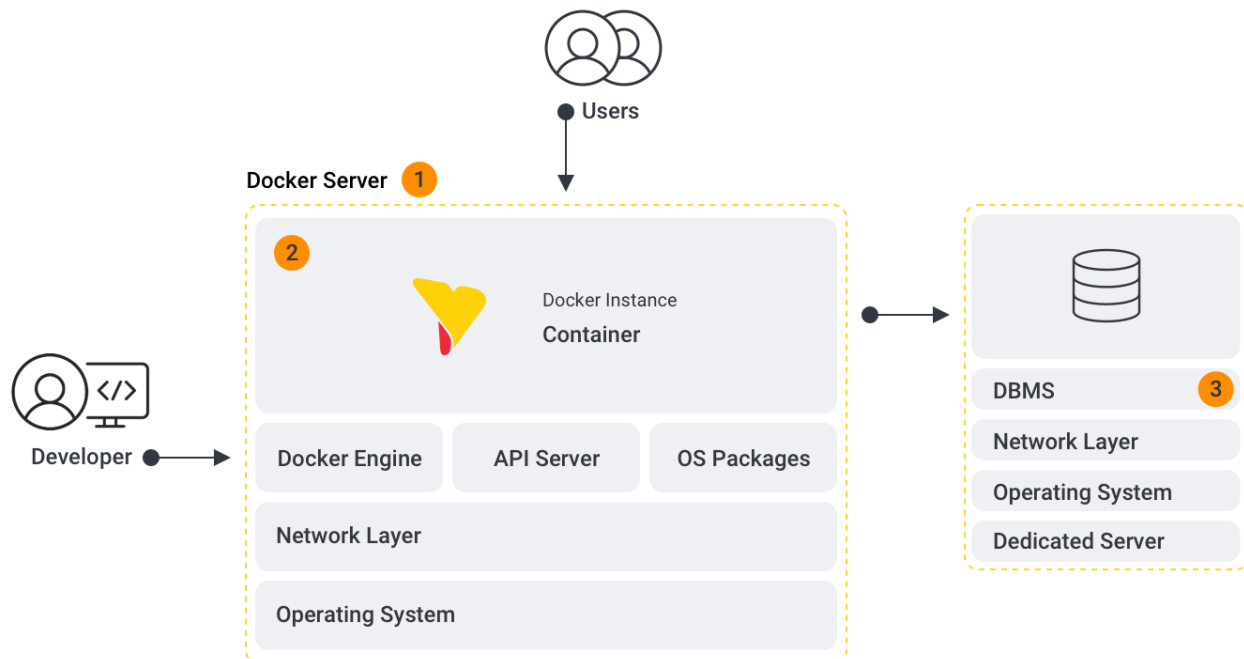 Users
Docker Server 1
2
Docker Instance
Container
</>
Developer
Docker Engine
API Server
OS Packages
Network Layer
Operating System
DBMS 3
Network Layer
Operating System
Dedicated Server